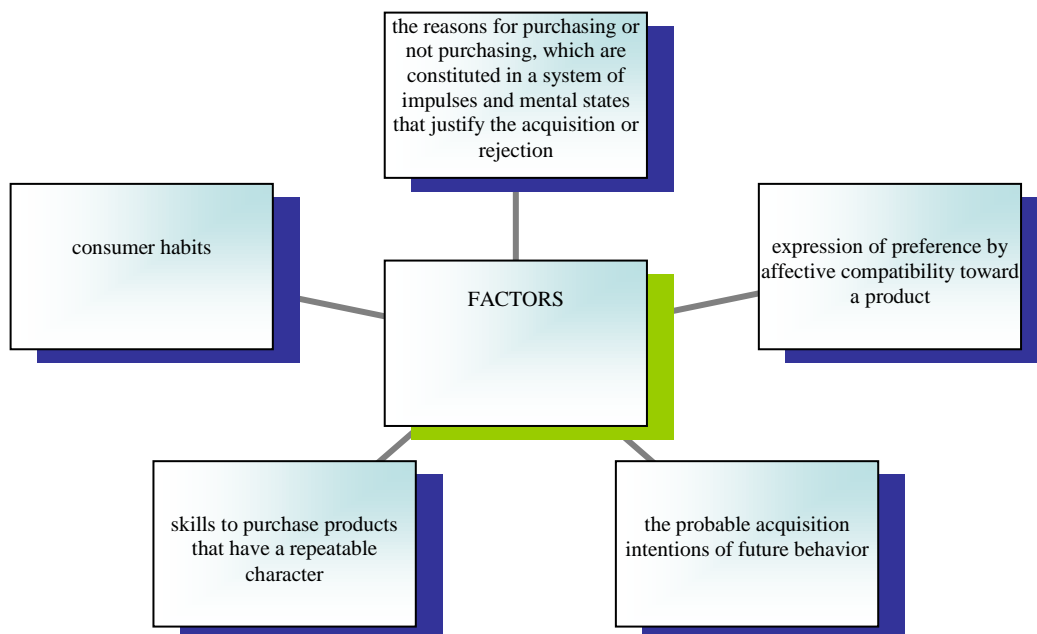 the reasons for purchasing or
not purchasing, which are
constituted in a system of
impulses and mental states
that justify the acquisition or
rejection
consumer habits
expression of preference by
affective compatibility toward
a product
FACTORS
skills to purchase products
that have a repeatable
character
the probable acquisition
intentions of future behavior